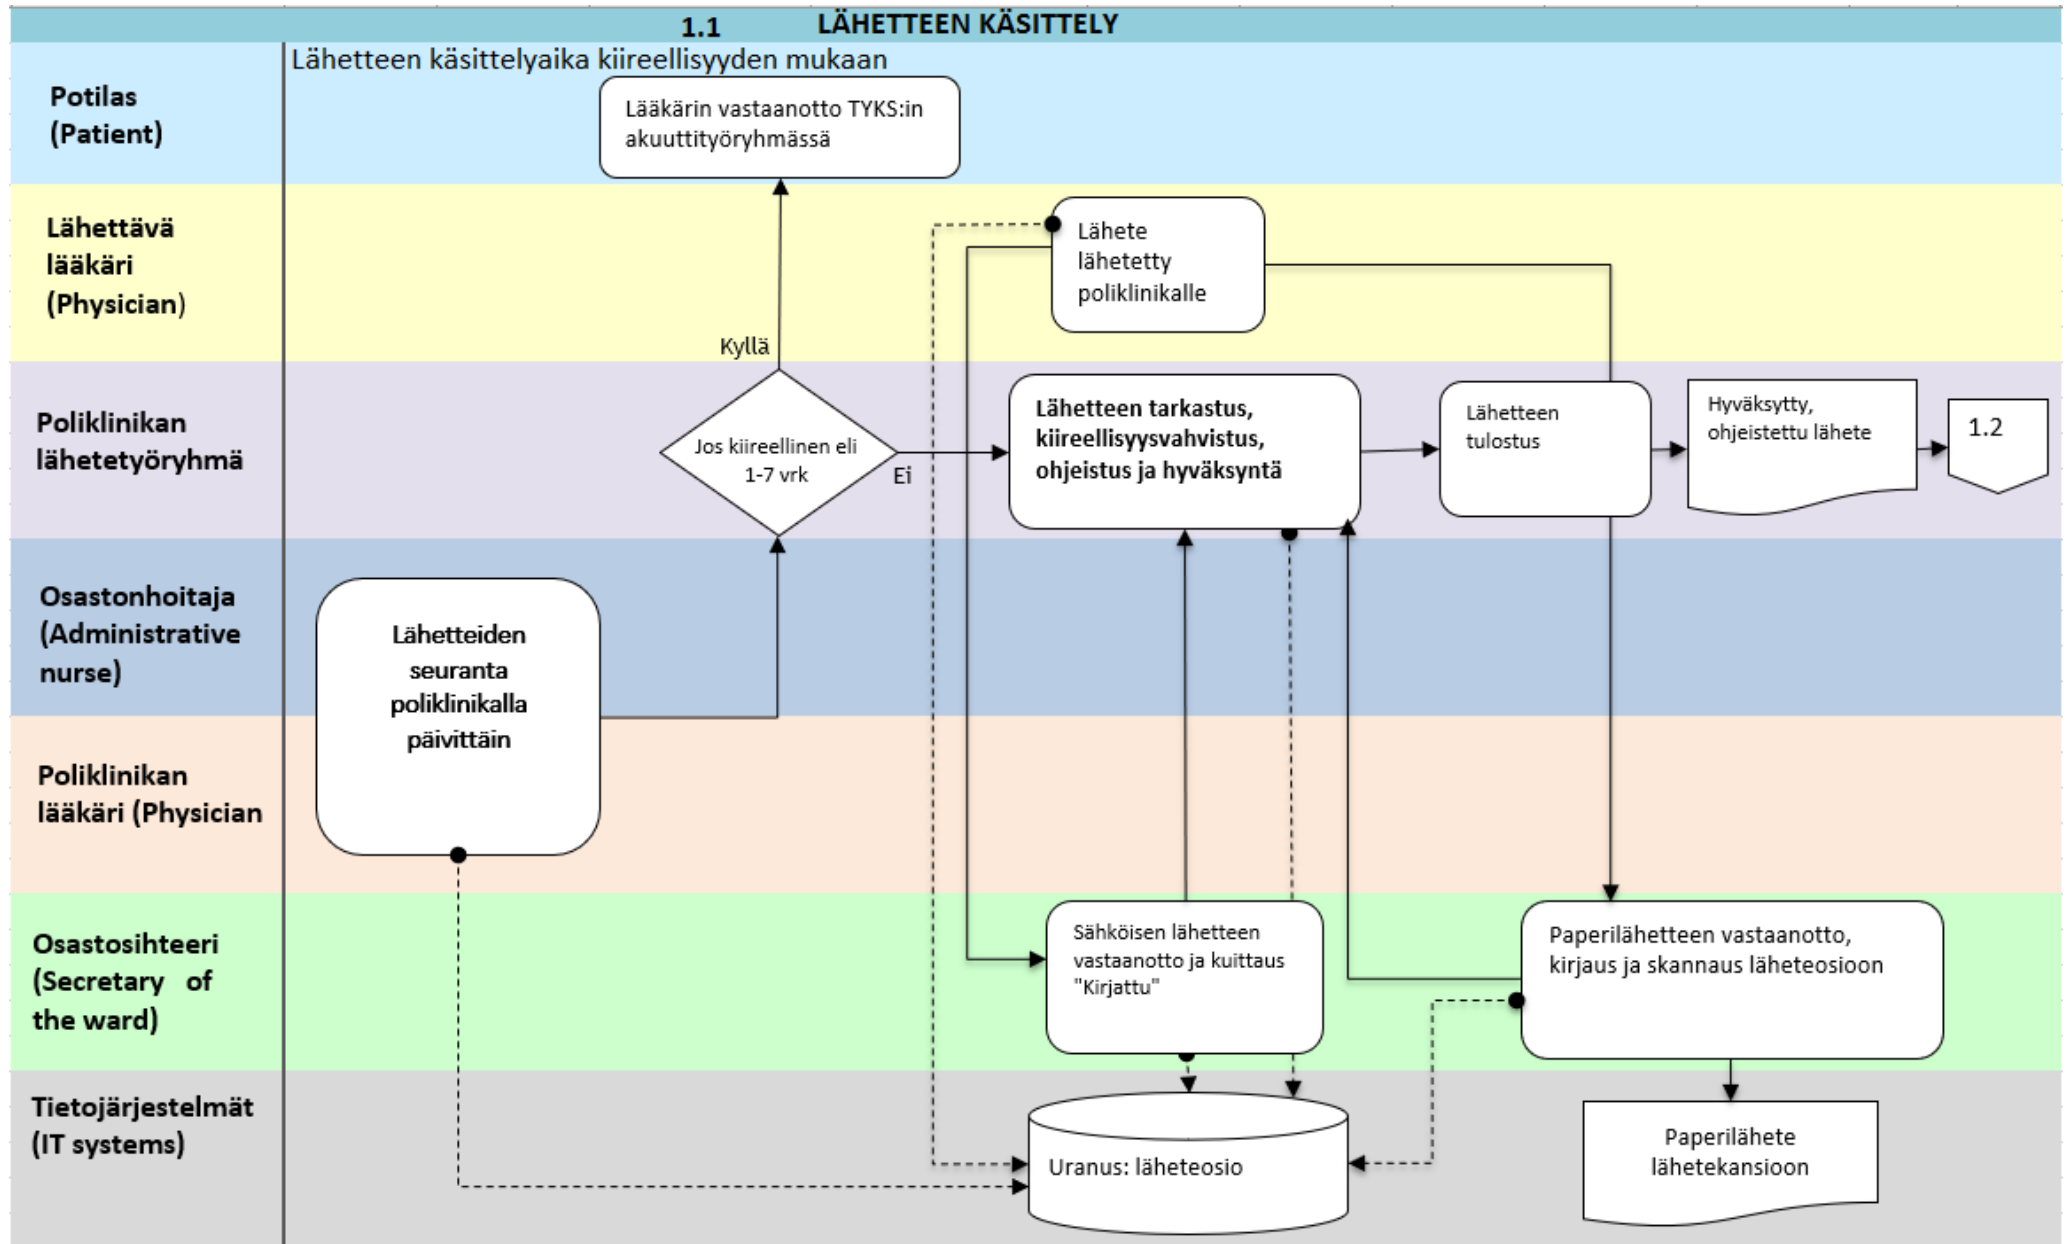 1.1 LÄHETTEEN KÄSITTELY
Lähetteen käsittelyaika kiireellisyyden mukaan
Potilas
(Patient)
Lääkärin vastaanotto TYKS:in
akuuttityöryhmässä
Lähettävä
lääkäri
(Physician)
Lähete
lähetetty
poliklinikalle
Kyllä
Poliklinikan
lähetetyöryhmä
Jos kiireellinen eli
1-7 vrk
Ei
Lähetteen tarkastus,
kiireellisyysvahvistus,
ohjeistus ja hyväksyntä
Lähetteen
tulostus
Hyväksytty,
ohjeistettu lähete
1.2
Osastonhoitaja
(Administrative
nurse)
Lähetteiden
seuranta
poliklinikalla
päivittäin
Poliklinikan
lääkäri (Physician
Osastosihteeri
(Secretary of
the ward)
Sähköisen lähetteen
vastaanotto ja kuittaus
"Kirjattu"
Paperilähetteen vastaanotto,
kirjaus ja skannaus läheteosioon
Tietojärjestelmät
(IT systems)
Uranus: läheteosio
Paperilähete
lähetekansioon